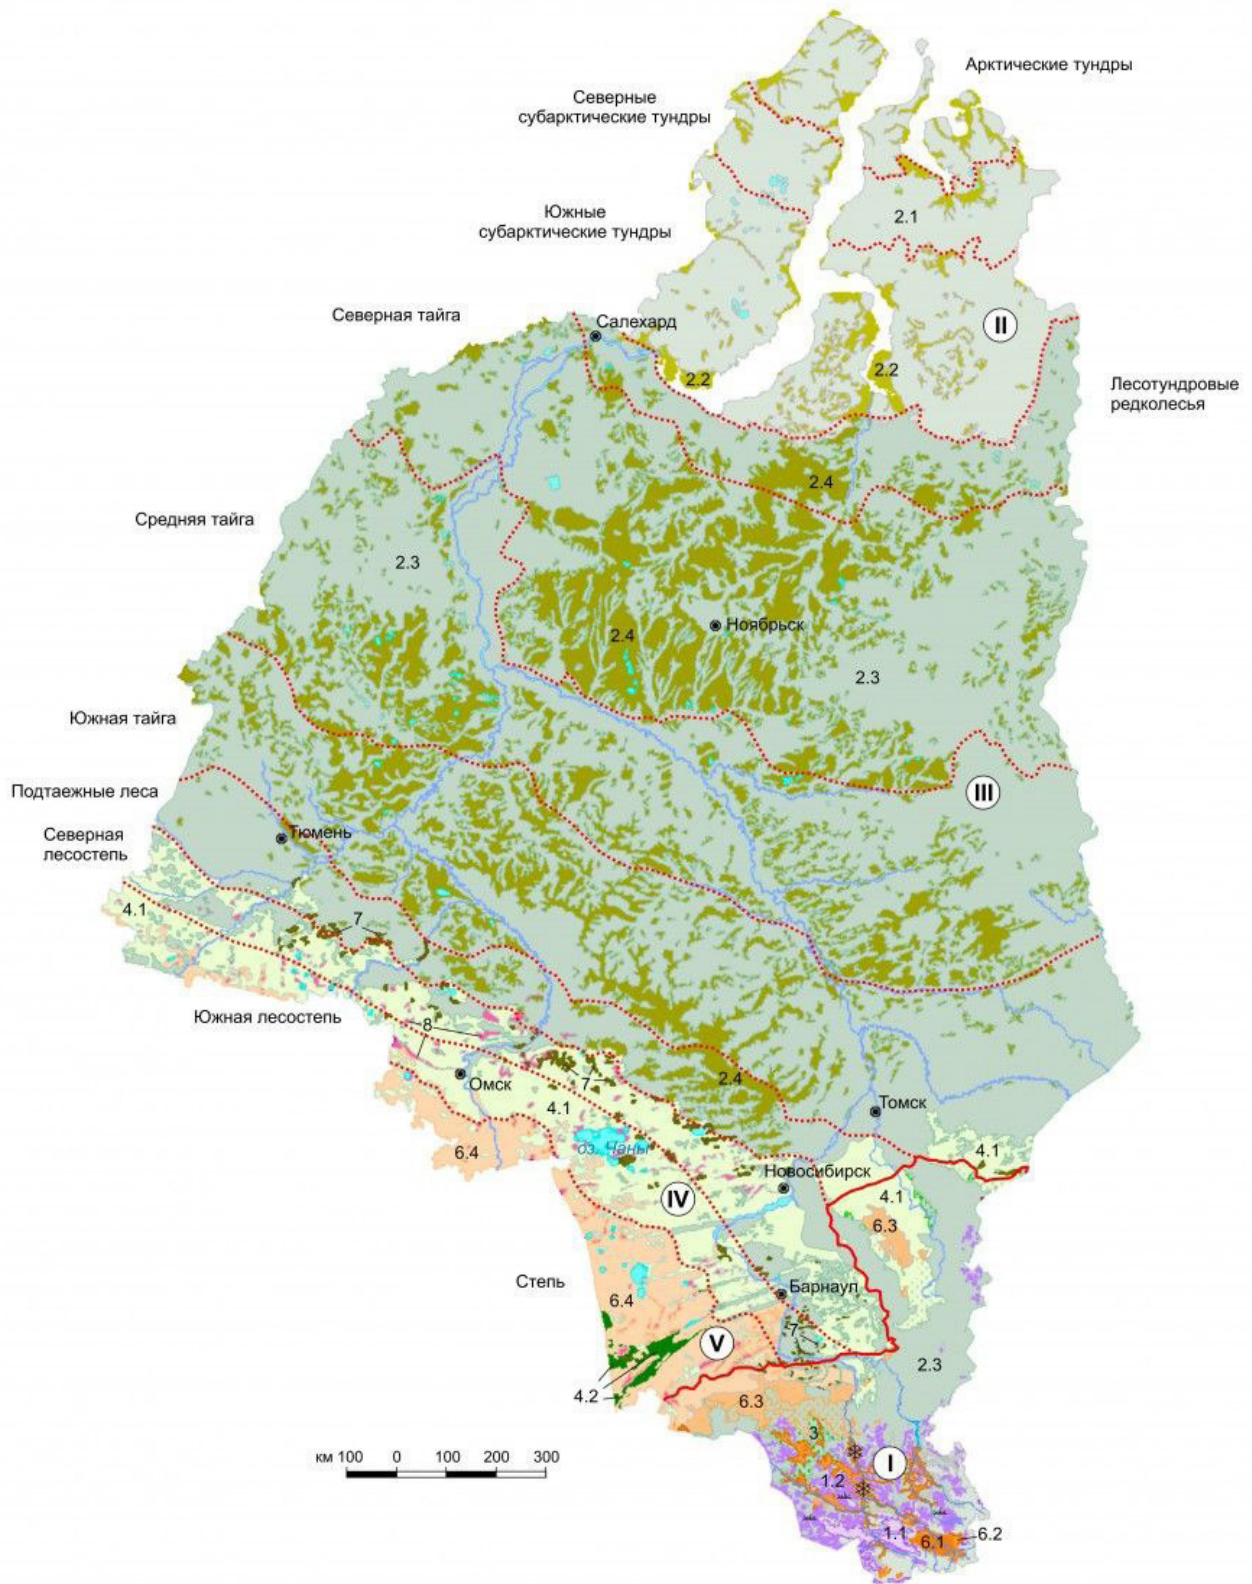 Арктические тундры
Северные
субарктические тундры
2.1
Южные
субарктические тундры
Северная тайга
Салехард
II
2.2
2.2
Лесотундровые
редколесья
2.4
Средняя тайга
2.3
Ноябрьск
2.4
2.3
Южная тайга
III
Подтаежные леса
Тюмень
Северная
лесостепь
4.1
7
Южная лесостепь
8
Омск
7
2.4
4.1
Томск
6.4
оз. Чаны
4.1
Новосибирск
IV
4.1
6.3
Степь
Барнаул
6.4
7
V
2.3
4.2
6.3
3
км 100 0 100 200 300
I
1.2
1.1
6.1
6.2